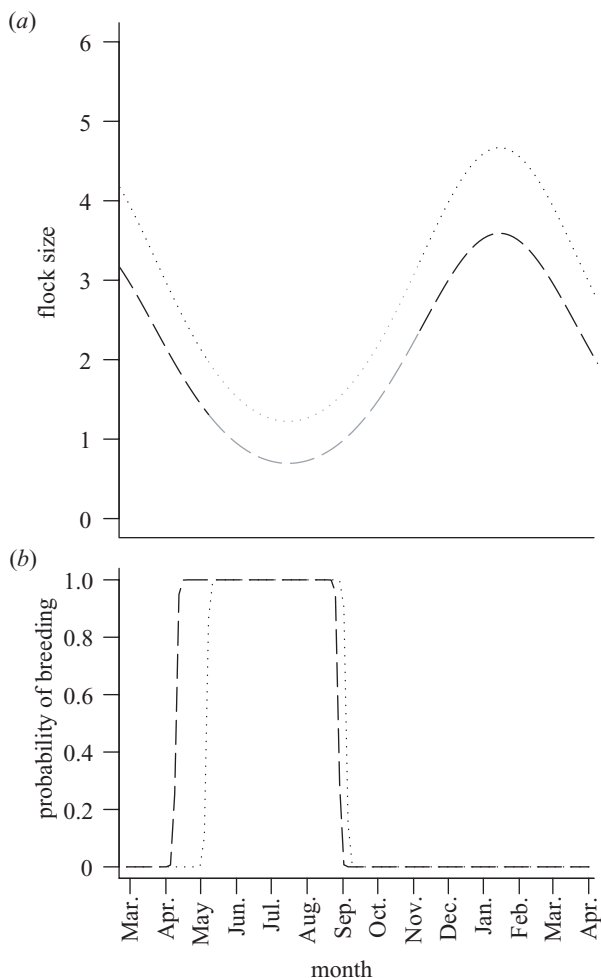 (a)
6
5
4
3
2
1
0
flock size
(b)
1.0
0.8
0.6
0.4
0.2
0
probability of breeding
Mar. Apr. May Jun. Jul. Aug. Sep. Oct. Nov. Dec. Jan. Feb. Mar. Apr.
month